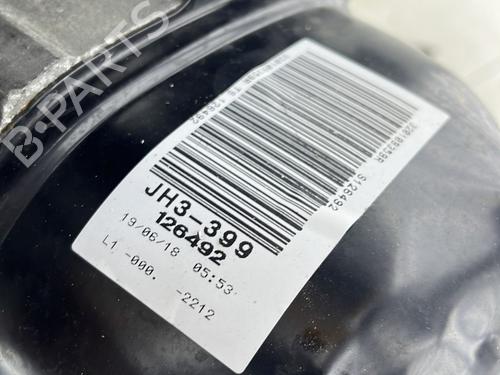 B-PARTS
S126492
JH3-399
126492
19/06/18 05:53
L1 -000. -2212